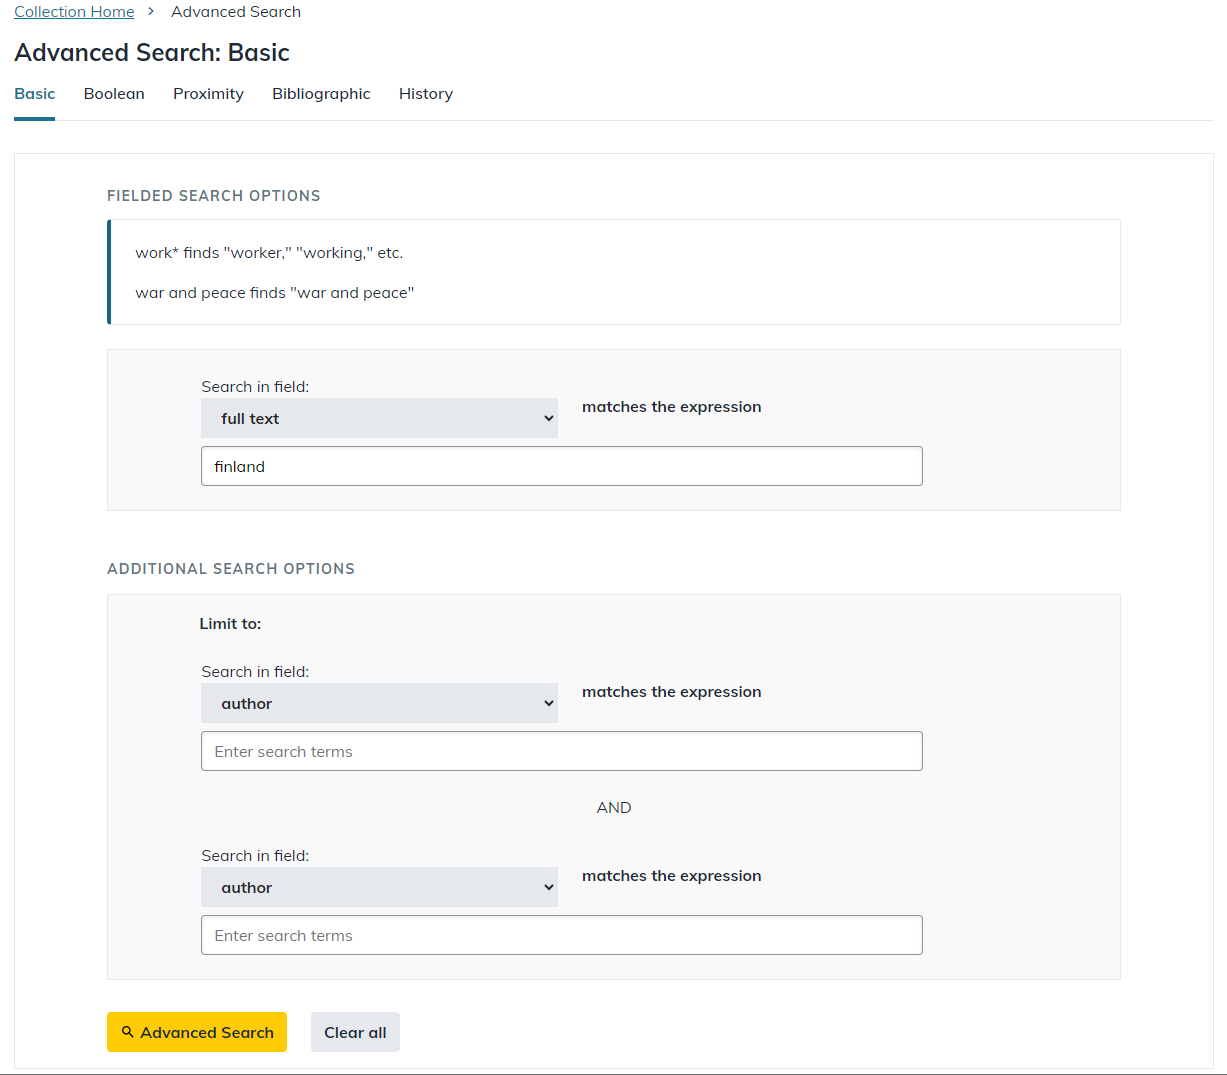 Collection Home > Advanced Search
Advanced Search: Basic
Basic Boolean Proximity Bibliographic History
FIELDED SEARCH OPTIONS
work* finds "worker," "working," etc.
war and peace finds "war and peace"
Search in field:
full text
matches the expression
finland
ADDITIONAL SEARCH OPTIONS
Limit to:
Search in field:
author
matches the expression
Enter search terms
AND
Search in field:
author
matches the expression
Enter search terms
Advanced Search Clear all